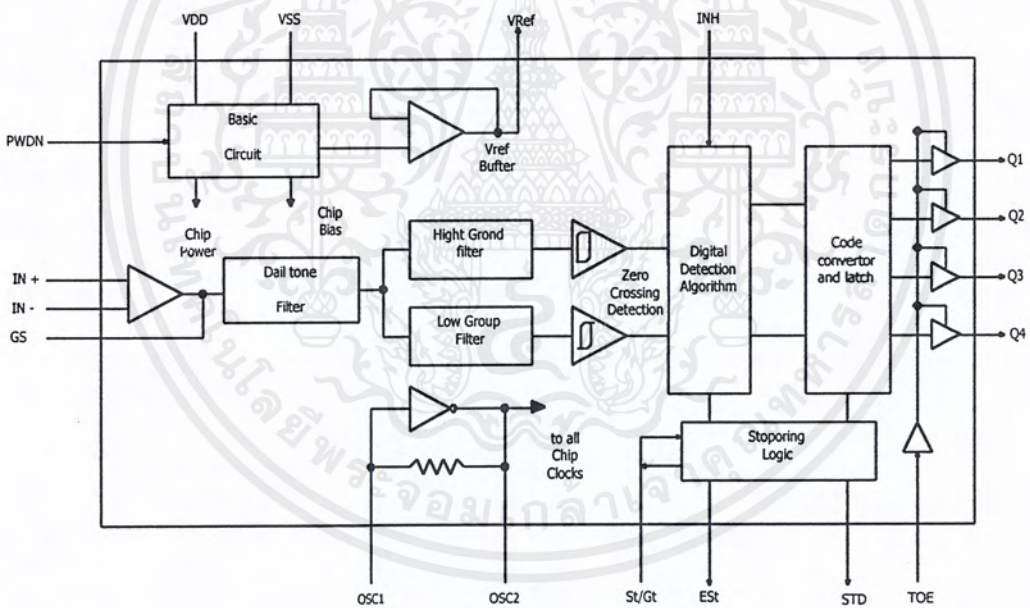 VDD
VSS
VRef
INH
PWDN
Basic
Circuit
Vref
Bufter
Chip
Power
Chip
Bias
IN +
IN -
GS
Dail tone
Filter
Hight Grond
filter
Low Group
Filter
Zero
Crossing
Detection
Digital
Detection
Algorithm
Code
convertor
and latch
Q1
Q2
Q3
Q4
to all
Chip
Clocks
Stoporing
Logic
OSC1
OSC2
St/Gt
ESt
STD
TOE